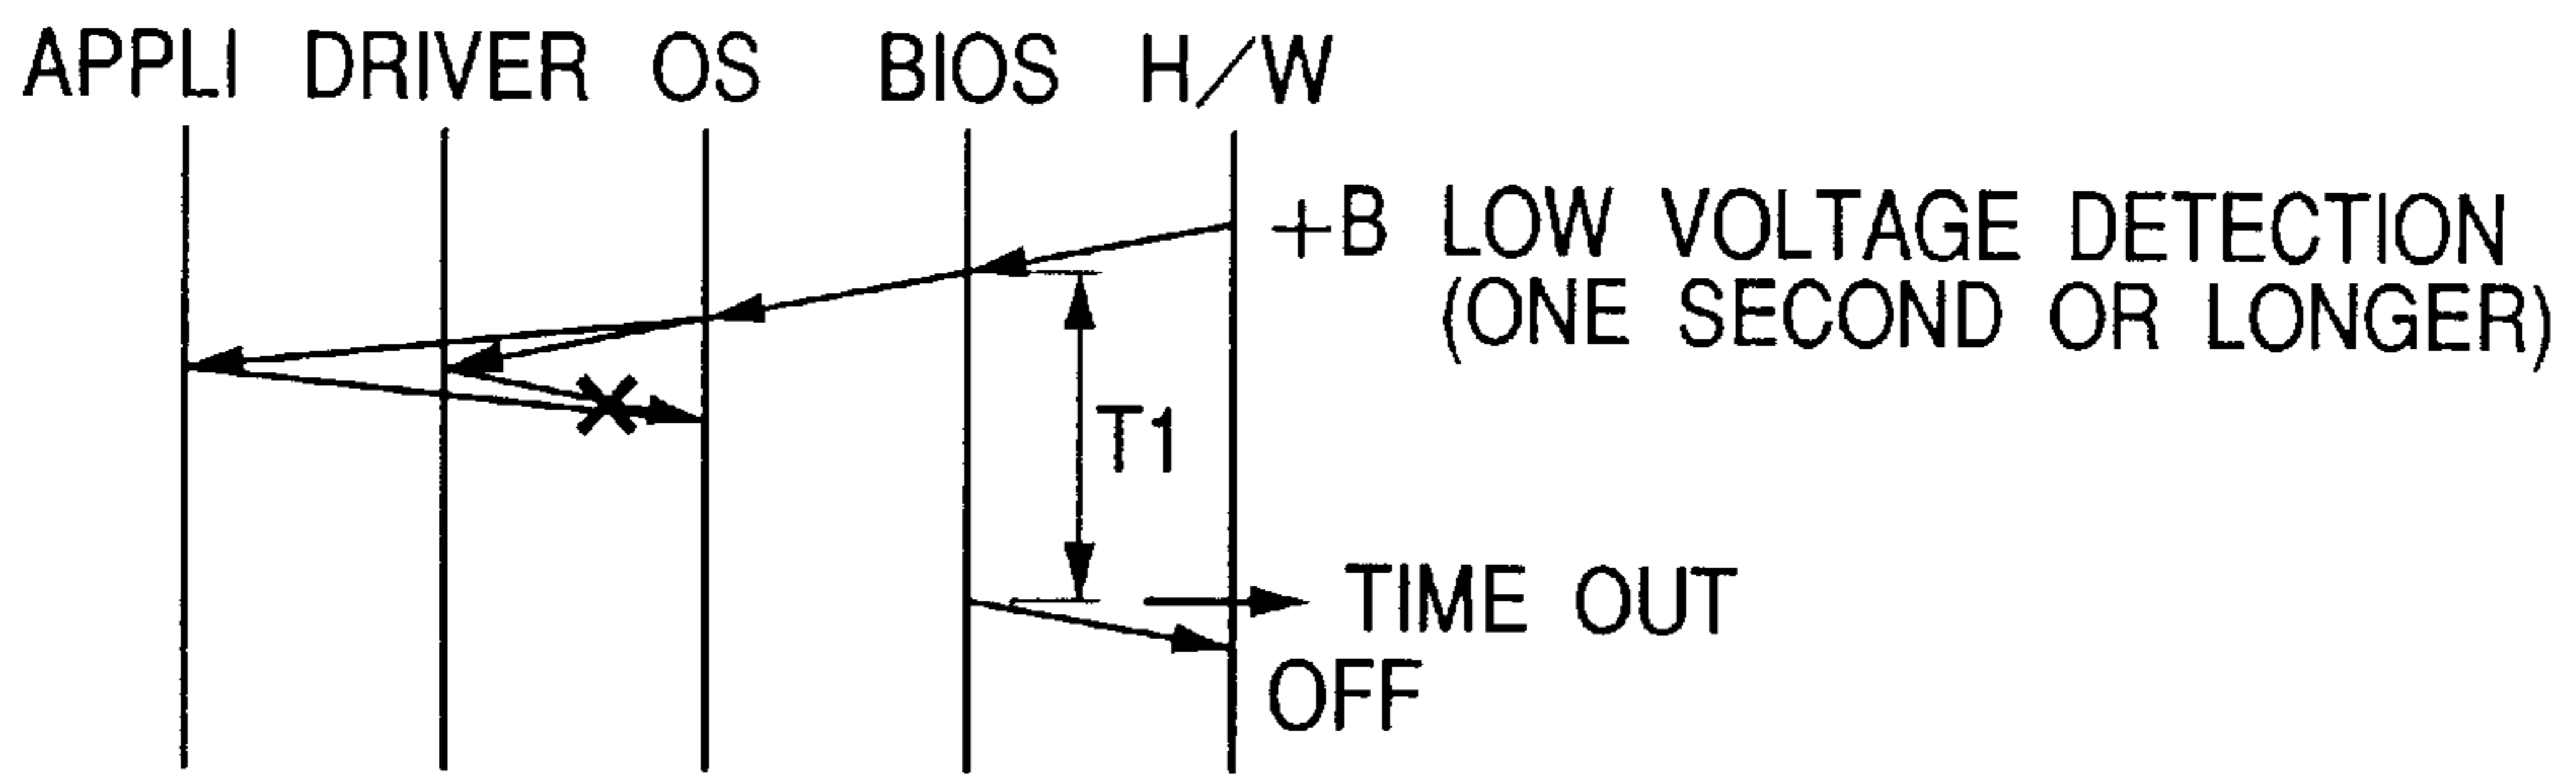 APPLI DRIVER OS BIOS H/W
+B LOW VOLTAGE DETECTION
(ONE SECOND OR LONGER)
T1
TIME OUT
OFF